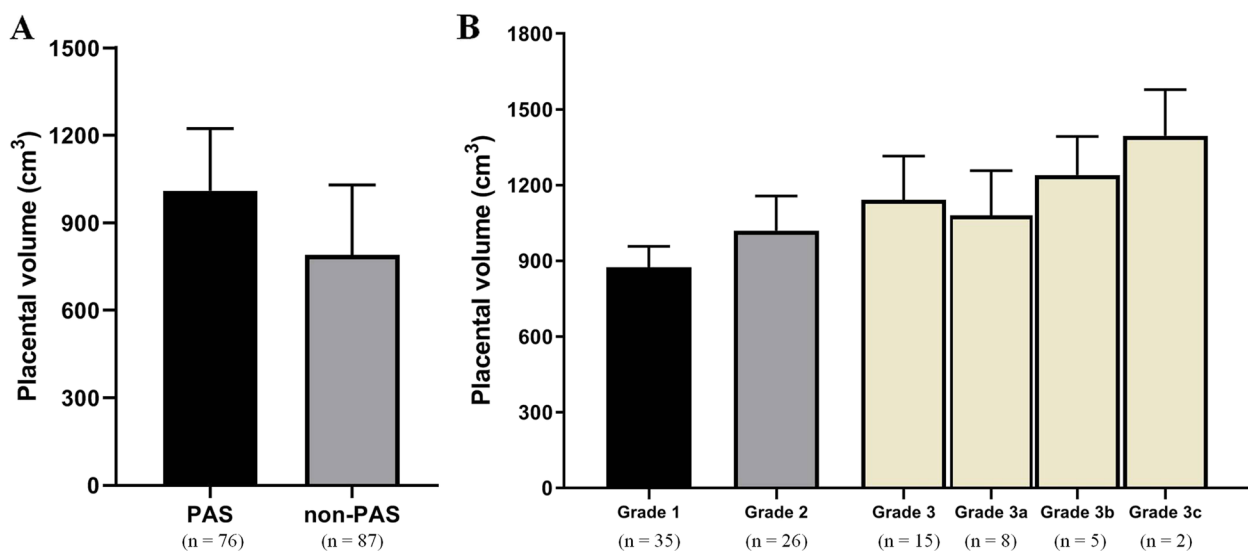 A
Placental volume (cm³)
1500
1200
900
600
300
0
PAS
non-PAS
(n = 76)
(n = 87)
B
Placental volume (cm³)
1800
1500
1200
900
600
300
0
Grade 1
Grade 2
Grade 3
Grade 3a
Grade 3b
Grade 3c
(n = 35)
(n = 26)
(n = 15)
(n = 8)
(n = 5)
(n = 2)